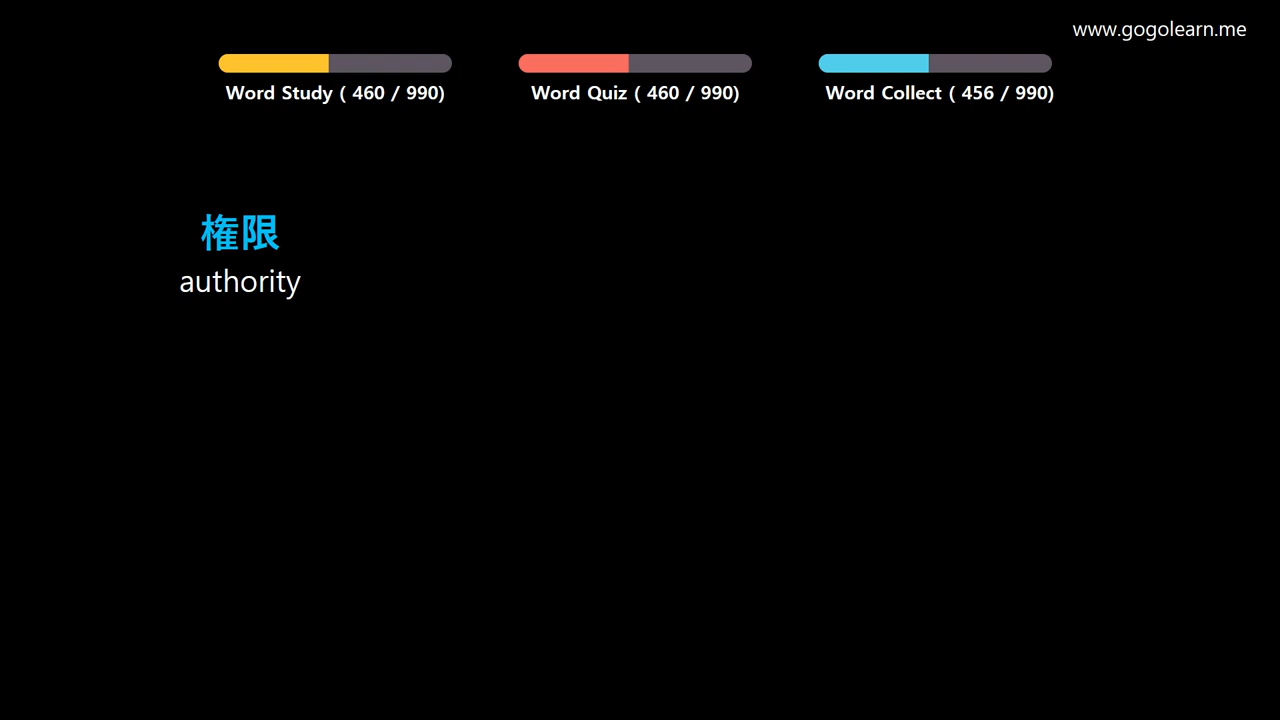 www.gogolearn.me
Word Study ( 460 / 990)
Word Quiz ( 460 / 990)
Word Collect ( 456 / 990)
権限
authority